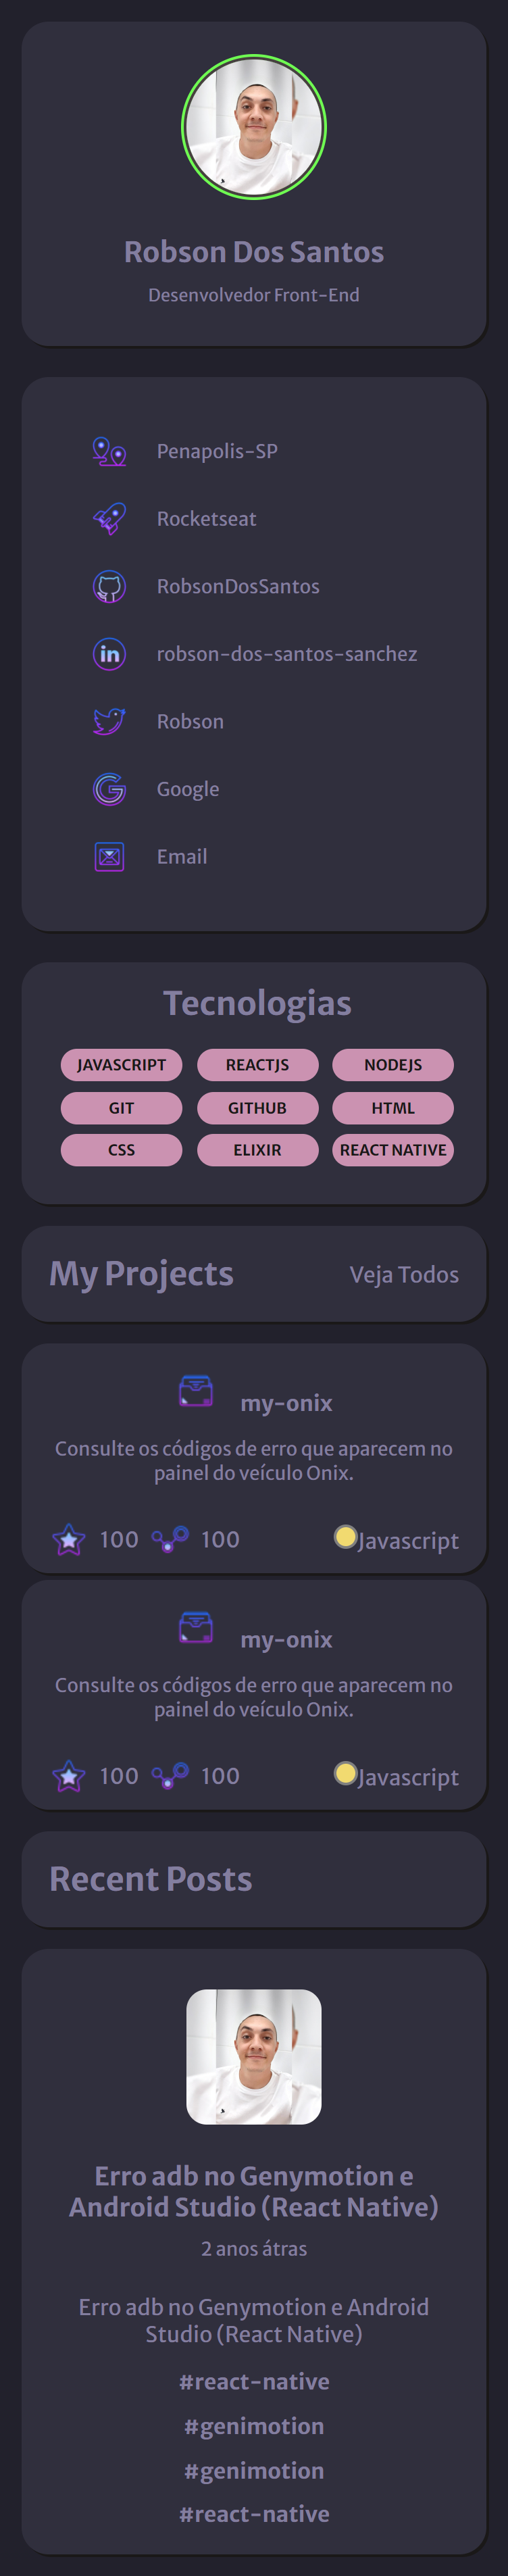 Robson Dos Santos
Desenvolvedor Front-End
Penapolis-SP
Rocketseat
RobsonDosSantos
in
robson-dos-santos-sanchez
Robson
Google
Email
Tecnologias
JAVASCRIPT REACTJS NODEJS
GIT GITHUB HTML
CSS ELIXIR REACT NATIVE
My Projects Veja Todos
my-onix
Consulte os códigos de erro que aparecem no
painel do veículo Onix.
100 100 Javascript
my-onix
Consulte os códigos de erro que aparecem no
painel do veículo Onix.
100 100 Javascript
Recent Posts
Erro adb no Genymotion e
Android Studio (React Native)
2 anos átras
Erro adb no Genymotion e Android
Studio (React Native)
#react-native
#genimotion
#genimotion
#react-native